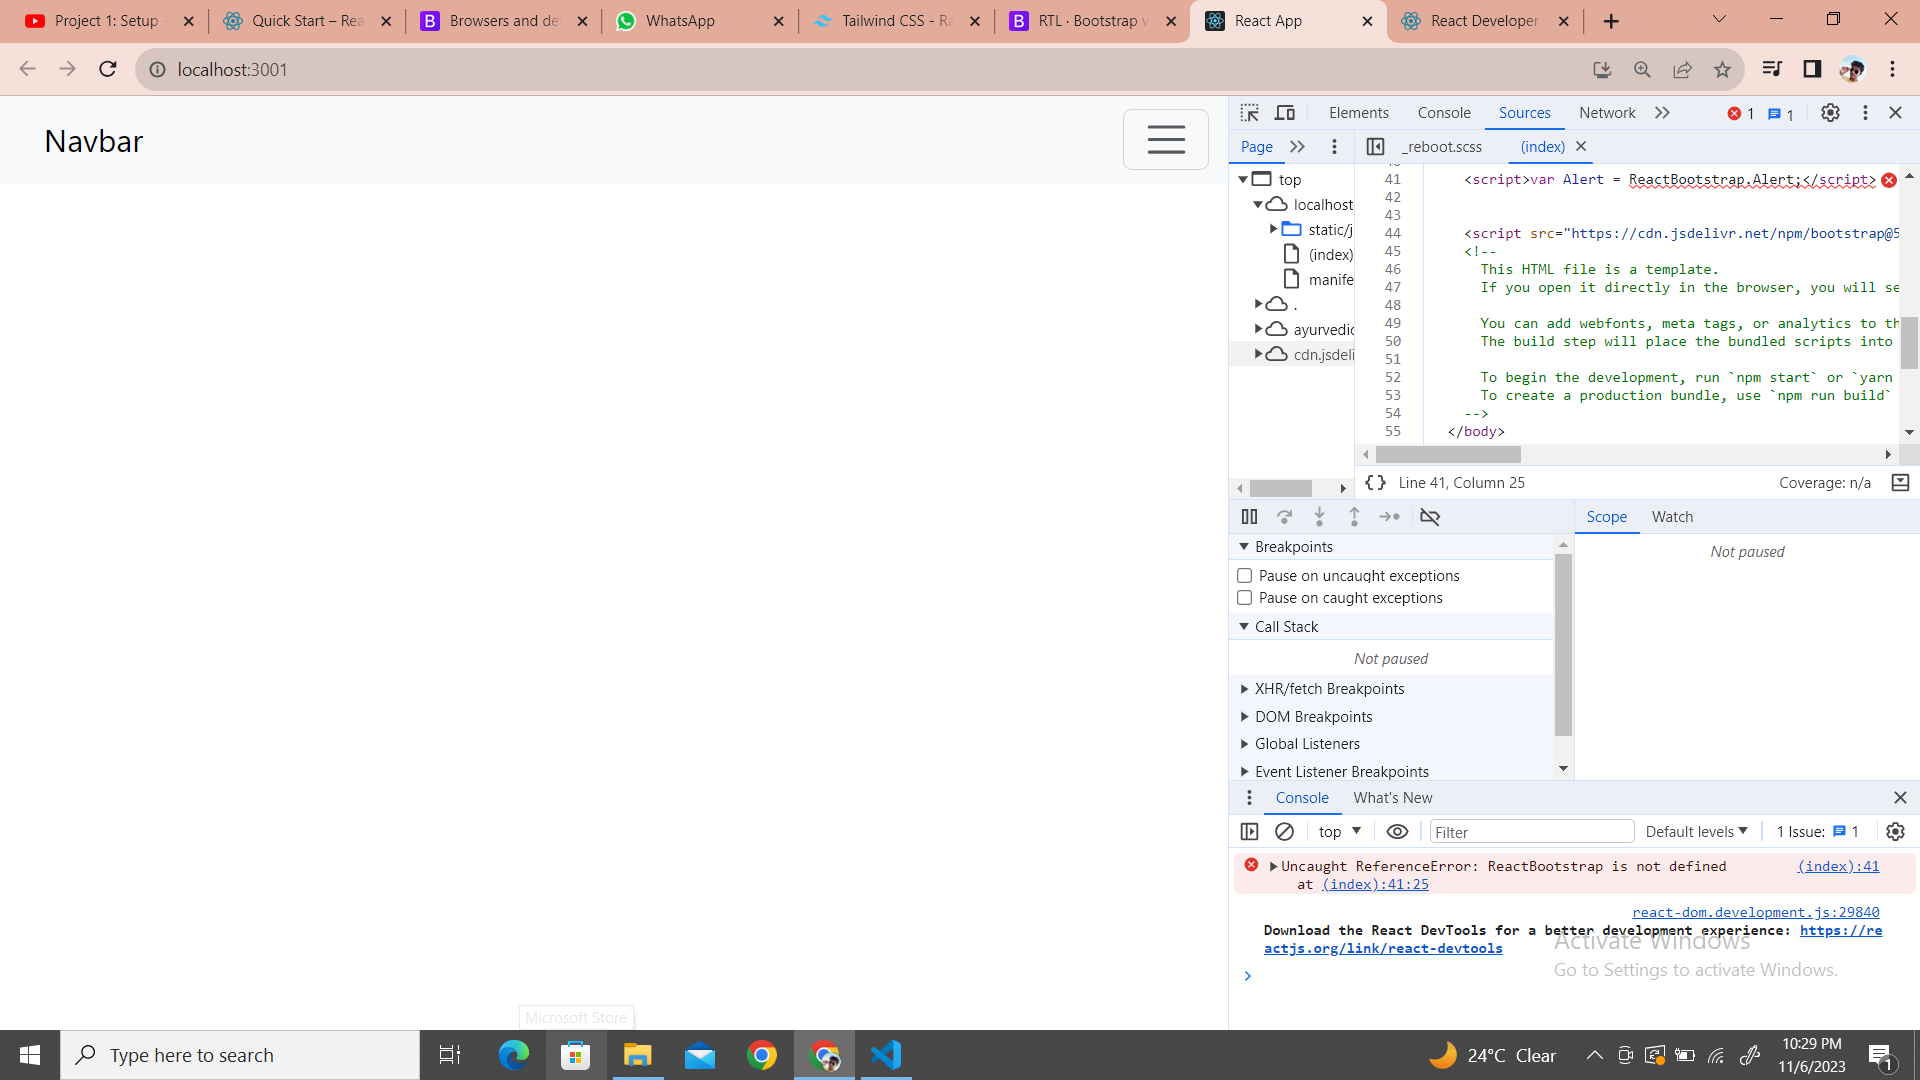 Project 1: Setup
Quick Start – Rea
Browsers and de
WhatsApp
Tailwind CSS - Ra
RTL · Bootstrap v
React App
React Developer
localhost:3001
Navbar
Elements
Console
Sources
Network
1
1
Page
_reboot.scss
(index)
top
localhost
static/j
(index)
manife
.
ayurvedic
cdn.jsdeli
41 <script>var Alert = ReactBootstrap.Alert;</script>
42
43
44 <script src="https://cdn.jsdelivr.net/npm/bootstrap@5
45 <!--
46 This HTML file is a template.
47 If you open it directly in the browser, you will se
48
49 You can add webfonts, meta tags, or analytics to th
50 The build step will place the bundled scripts into
51
52 To begin the development, run `npm start` or `yarn
53 To create a production bundle, use `npm run build`
54 -->
55 </body>
{} Line 41, Column 25
Coverage: n/a
Breakpoints
Pause on uncaught exceptions
Pause on caught exceptions
Call Stack
Not paused
XHR/fetch Breakpoints
DOM Breakpoints
Global Listeners
Event Listener Breakpoints
Scope
Watch
Not paused
Console
What's New
top
Filter
Default levels
1 Issue: 1
Uncaught ReferenceError: ReactBootstrap is not defined (index):41
at (index):41:25
react-dom.development.js:29840
Download the React DevTools for a better development experience: https://re
actjs.org/link/react-devtools
Activate Windows
Go to Settings to activate Windows.
Microsoft Store
Type here to search
24°C Clear
10:29 PM
11/6/2023
1